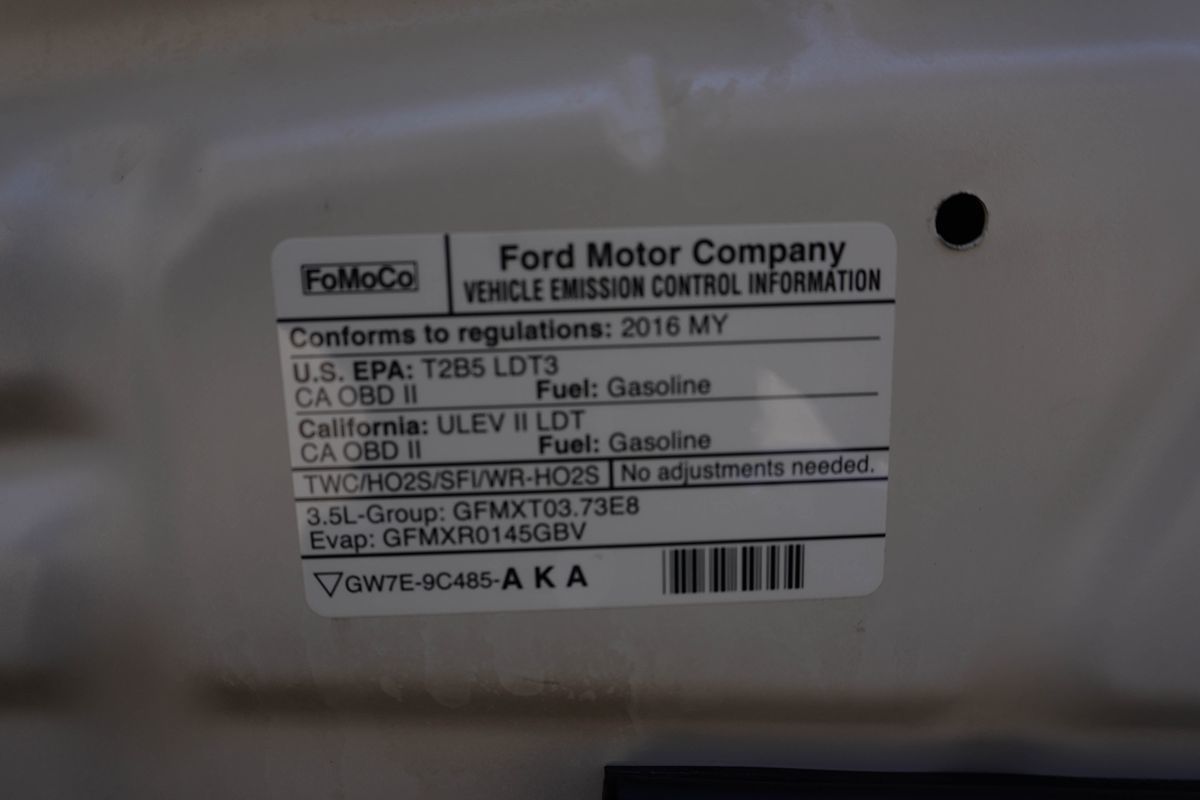 FoMoCo
Ford Motor Company
VEHICLE EMISSION CONTROL INFORMATION
Conforms to regulations: 2016 MY
U.S. EPA: T2B5 LDT3
CA OBD II Fuel: Gasoline
California: ULEV II LDT
CA OBD II Fuel: Gasoline
TWC/HO2S/SFI/WR-HO2S No adjustments needed.
3.5L-Group: GFMXT03.73E8
Evap: GFMXR0145GBV
GW7E-9C485-A K A